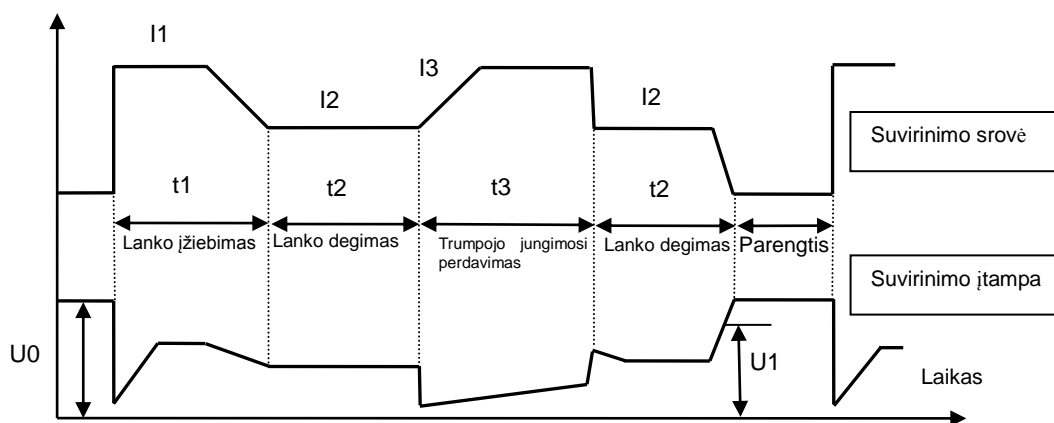 I1
I3
I2
I2
Suvirinimo srovė
t1
t2
t3
t2
Lanko įžiebimas
Lanko degimas
Trumpojo jungimosi
perdavimas
Lanko degimas
Parengtis
Suvirinimo įtampa
U0
U1
Laikas